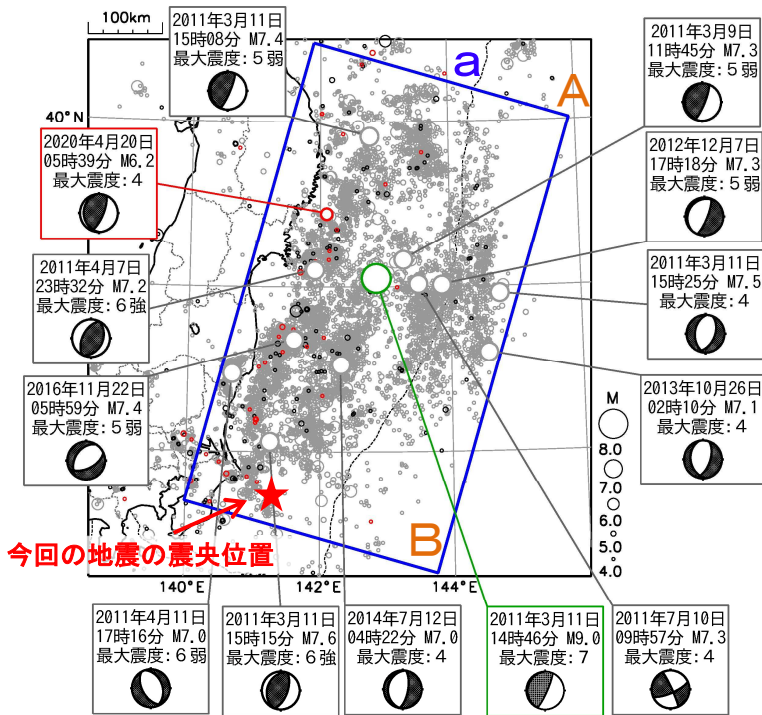 100km
2011年3月11日
15時08分 M7.4
最大震度:5弱
2011年3月9日
11時45分 M7.3
最大震度:5弱
a
A
40°N
2020年4月20日
05時39分 M6.2
最大震度:4
2012年12月7日
17時18分 M7.3
最大震度:5弱
2011年4月7日
23時32分 M7.2
最大震度:6強
2011年3月11日
15時25分 M7.5
最大震度:4
2016年11月22日
05時59分 M7.4
最大震度:5弱
2013年10月26日
02時10分 M7.1
最大震度:4
M
8.0
7.0
6.0
5.0
4.0
今回の地震の震央位置
B
140°E
142°E
144°E
2011年4月11日
17時16分 M7.0
最大震度:6弱
2011年3月11日
15時15分 M7.6
最大震度:6強
2014年7月12日
04時22分 M7.0
最大震度:4
2011年3月11日
14時46分 M9.0
最大震度:7
2011年7月10日
09時57分 M7.3
最大震度:4